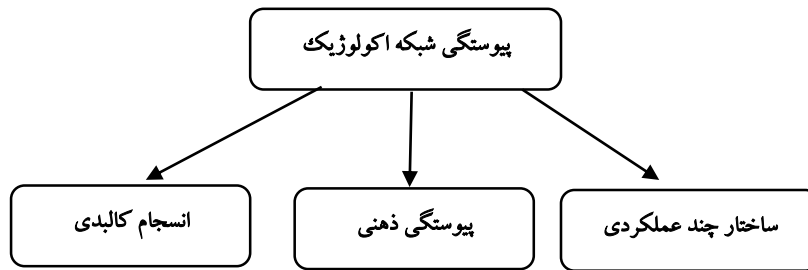 پیوستگی شبکه اکولوژیک
ساختار چند عملکردی
پیوستگی ذهنی
انسجام کالبدی